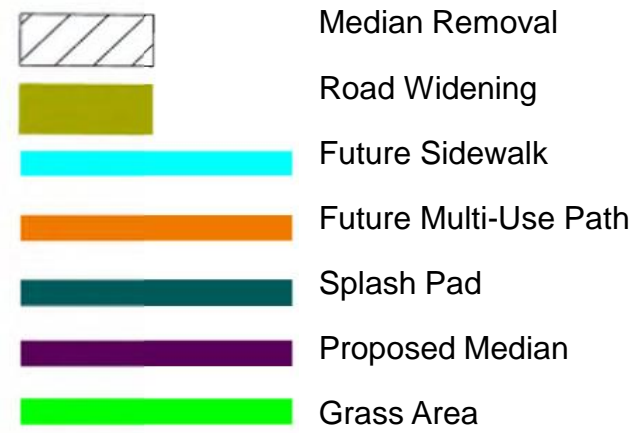 Median Removal
Road Widening
Future Sidewalk
Future Multi-Use Path
Splash Pad
Proposed Median
Grass Area